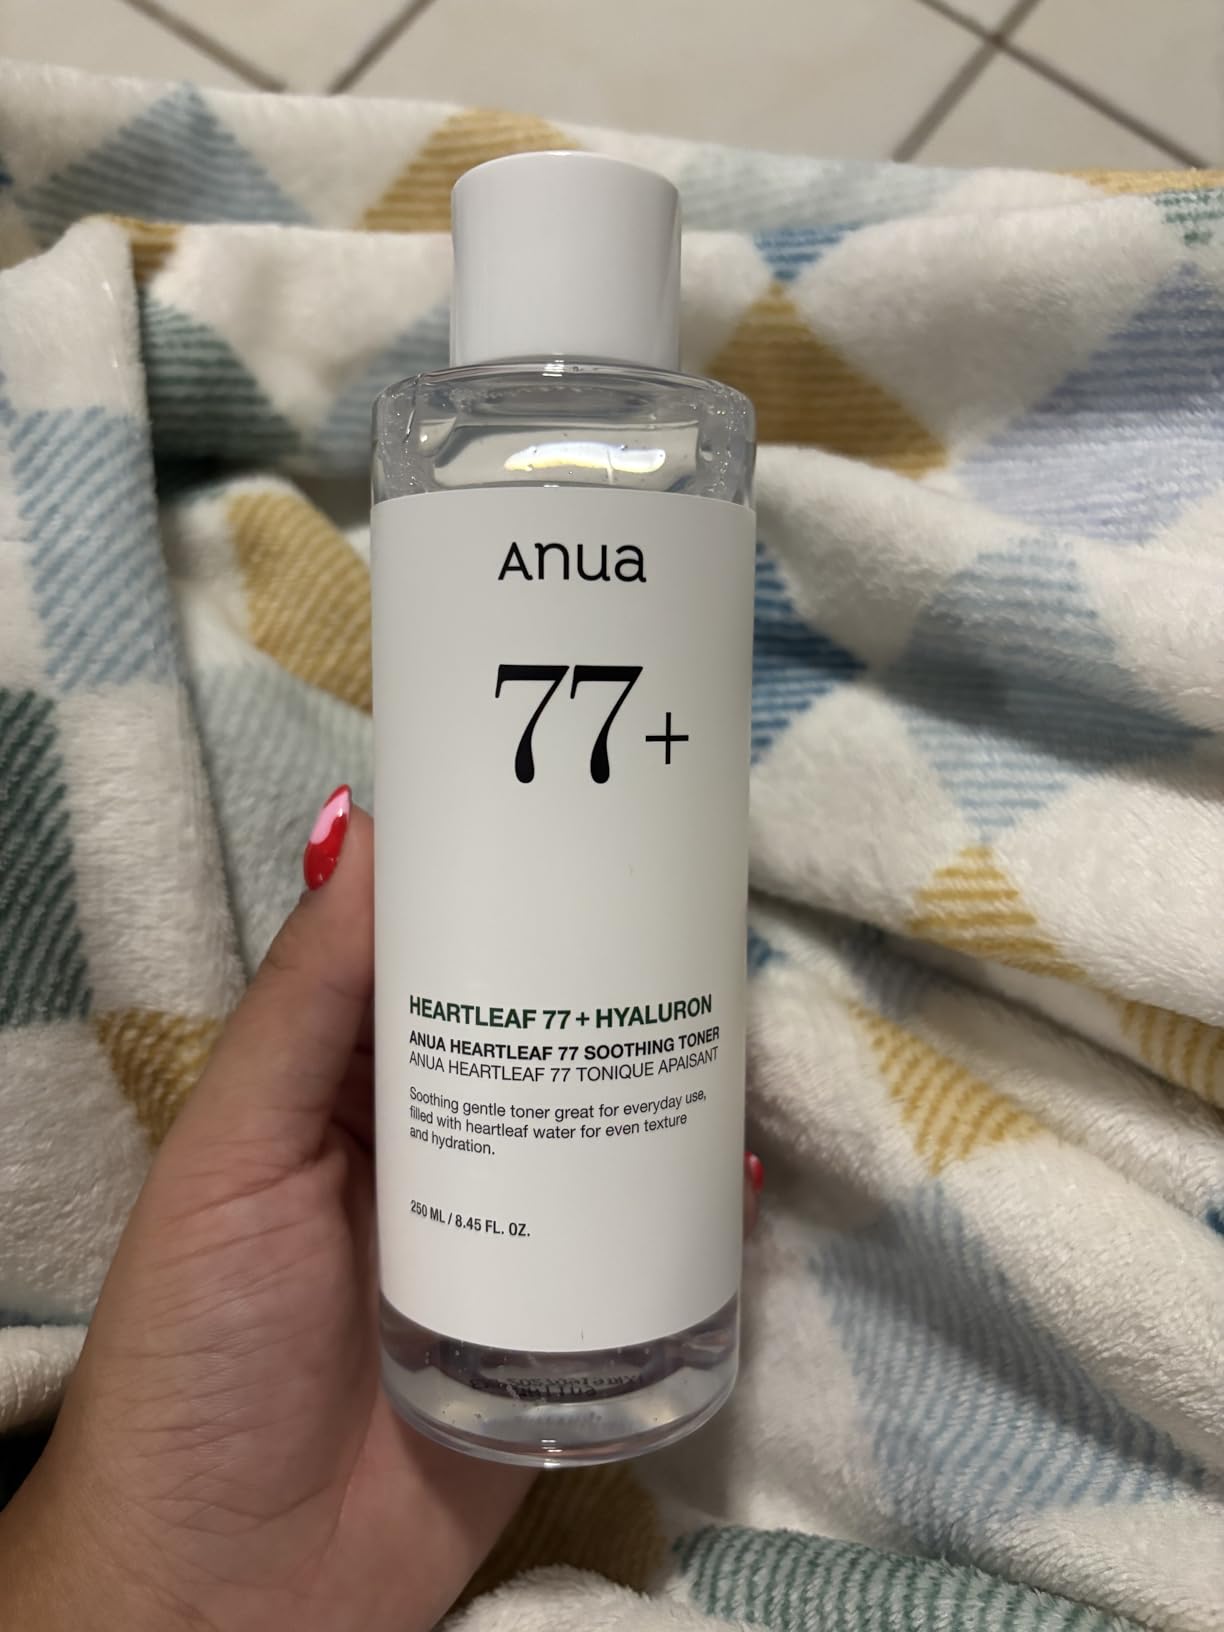 Anua
77+
HEARTLEAF 77+ HYALURON
ANUA HEARTLEAF 77 SOOTHING TONER
ANUA HEARTLEAF 77 TONIQUE APAISANT
Soothing gentle toner great for everyday use,
filled with heartleaf water for even texture
and hydration.
250 ML / 8.45 FL. OZ.